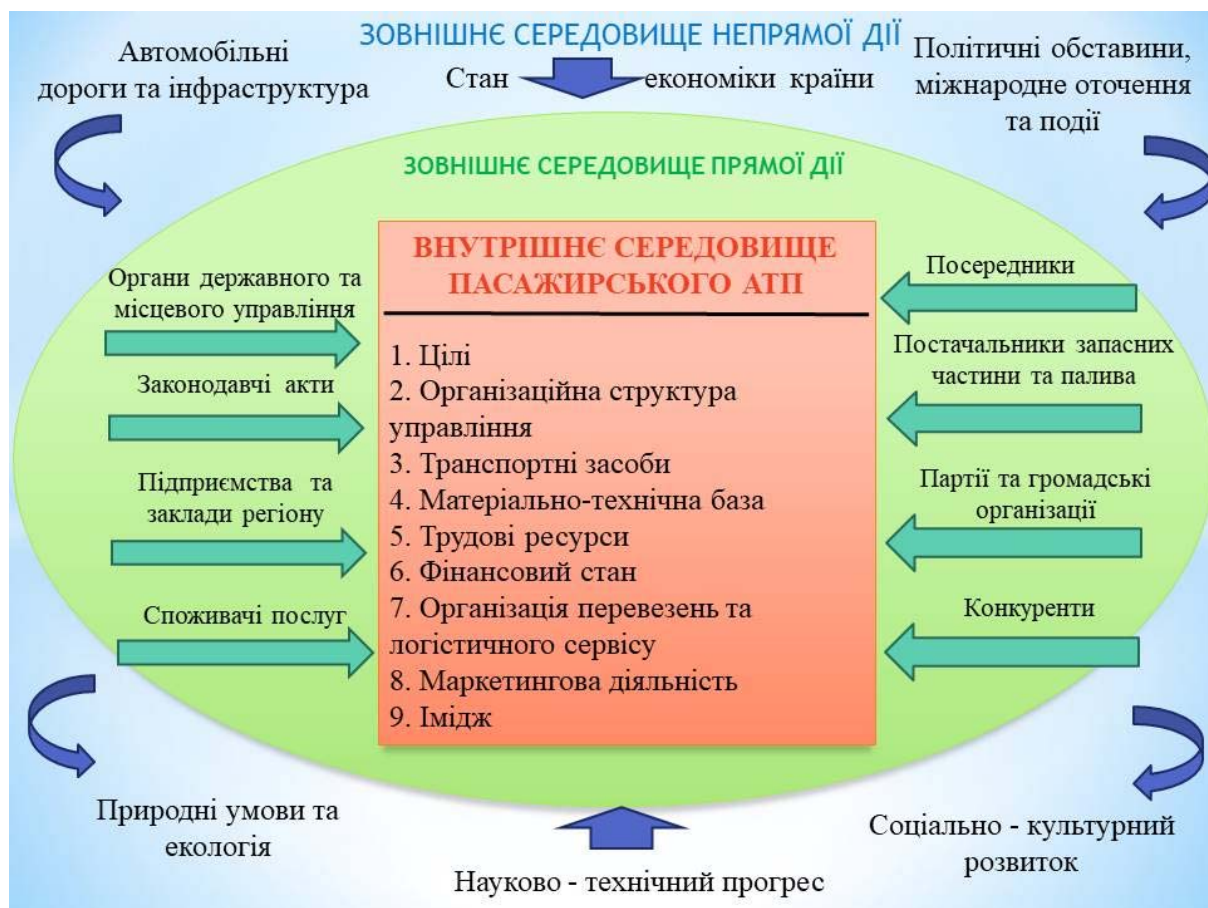 ЗОВНІШНЄ СЕРЕДОВИЩЕ НЕПРЯМОЇ ДІЇ
Автомобільні
дороги та інфраструктура
Стан економіки країни
Політичні обставини,
міжнародне оточення
та події
ЗОВНІШНЄ СЕРЕДОВИЩЕ ПРЯМОЇ ДІЇ
Органи державного та
місцевого управління
Законодавчі акти
Підприємства та
заклади регіону
Споживачі послуг
ВНУТРІШНЄ СЕРЕДОВИЩЕ
ПАСАЖИРСЬКОГО АТП
1. Цілі
2. Організаційна структура
управління
3. Транспортні засоби
4. Матеріально-технічна база
5. Трудові ресурси
6. Фінансовий стан
7. Організація перевезень та
логістичного сервісу
8. Маркетингова діяльність
9. Імідж
Посередники
Постачальники запасних
частини та палива
Партії та громадські
організації
Конкуренти
Природні умови та
екологія
Науково - технічний прогрес
Соціально - культурний
розвиток